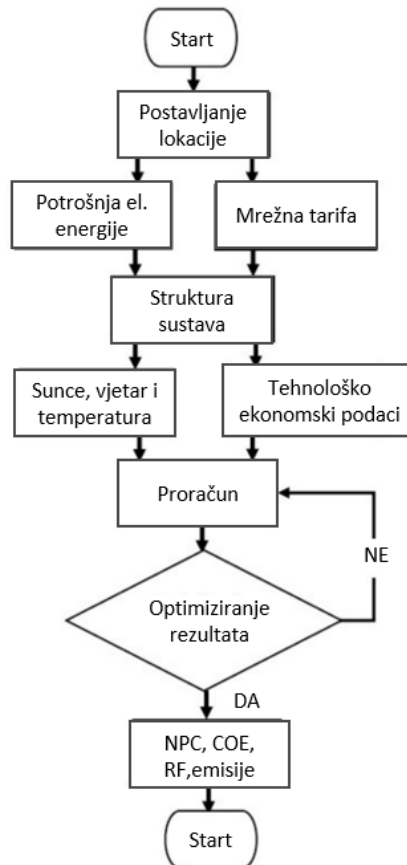 Start
Postavljanje
lokacije
Potrošnja el.
energije
Mrežna tarifa
Struktura
sustava
Sunce, vjetar i
temperatura
Tehnološko
ekonomski podaci
Proračun
NE
Optimiziranje
rezultata
DA
NPC, COE,
RF,emisije
Start